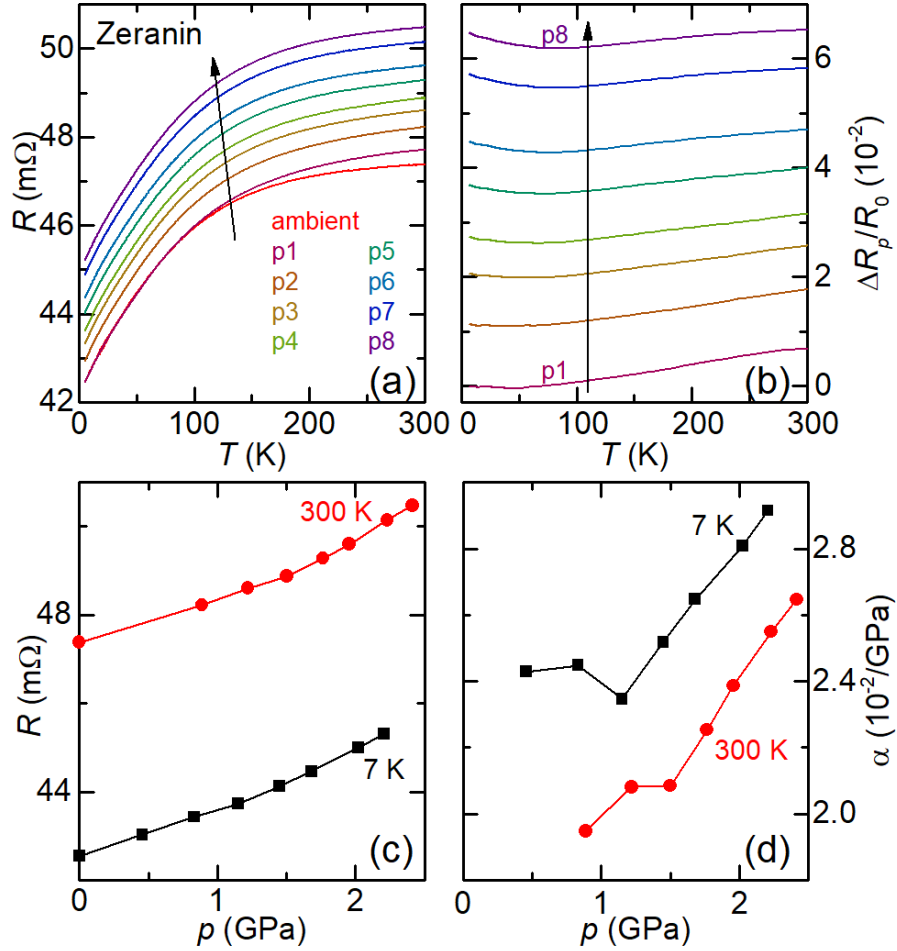 Zeranin
R (mΩ)
50
48
46
44
42
ambient
p1 p5
p2 p6
p3 p7
p4 p8
(a)
0 100 200 300
T (K)
p8
p1
(b)
6
4
2
0
ΔRp/R0 (10-2)
0 100 200 300
T (K)
R (mΩ)
48
44
300 K
7 K
(c)
0 1 2
p (GPa)
7 K
300 K
(d)
2.8
2.4
2.0
α (10-2/GPa)
0 1 2
p (GPa)